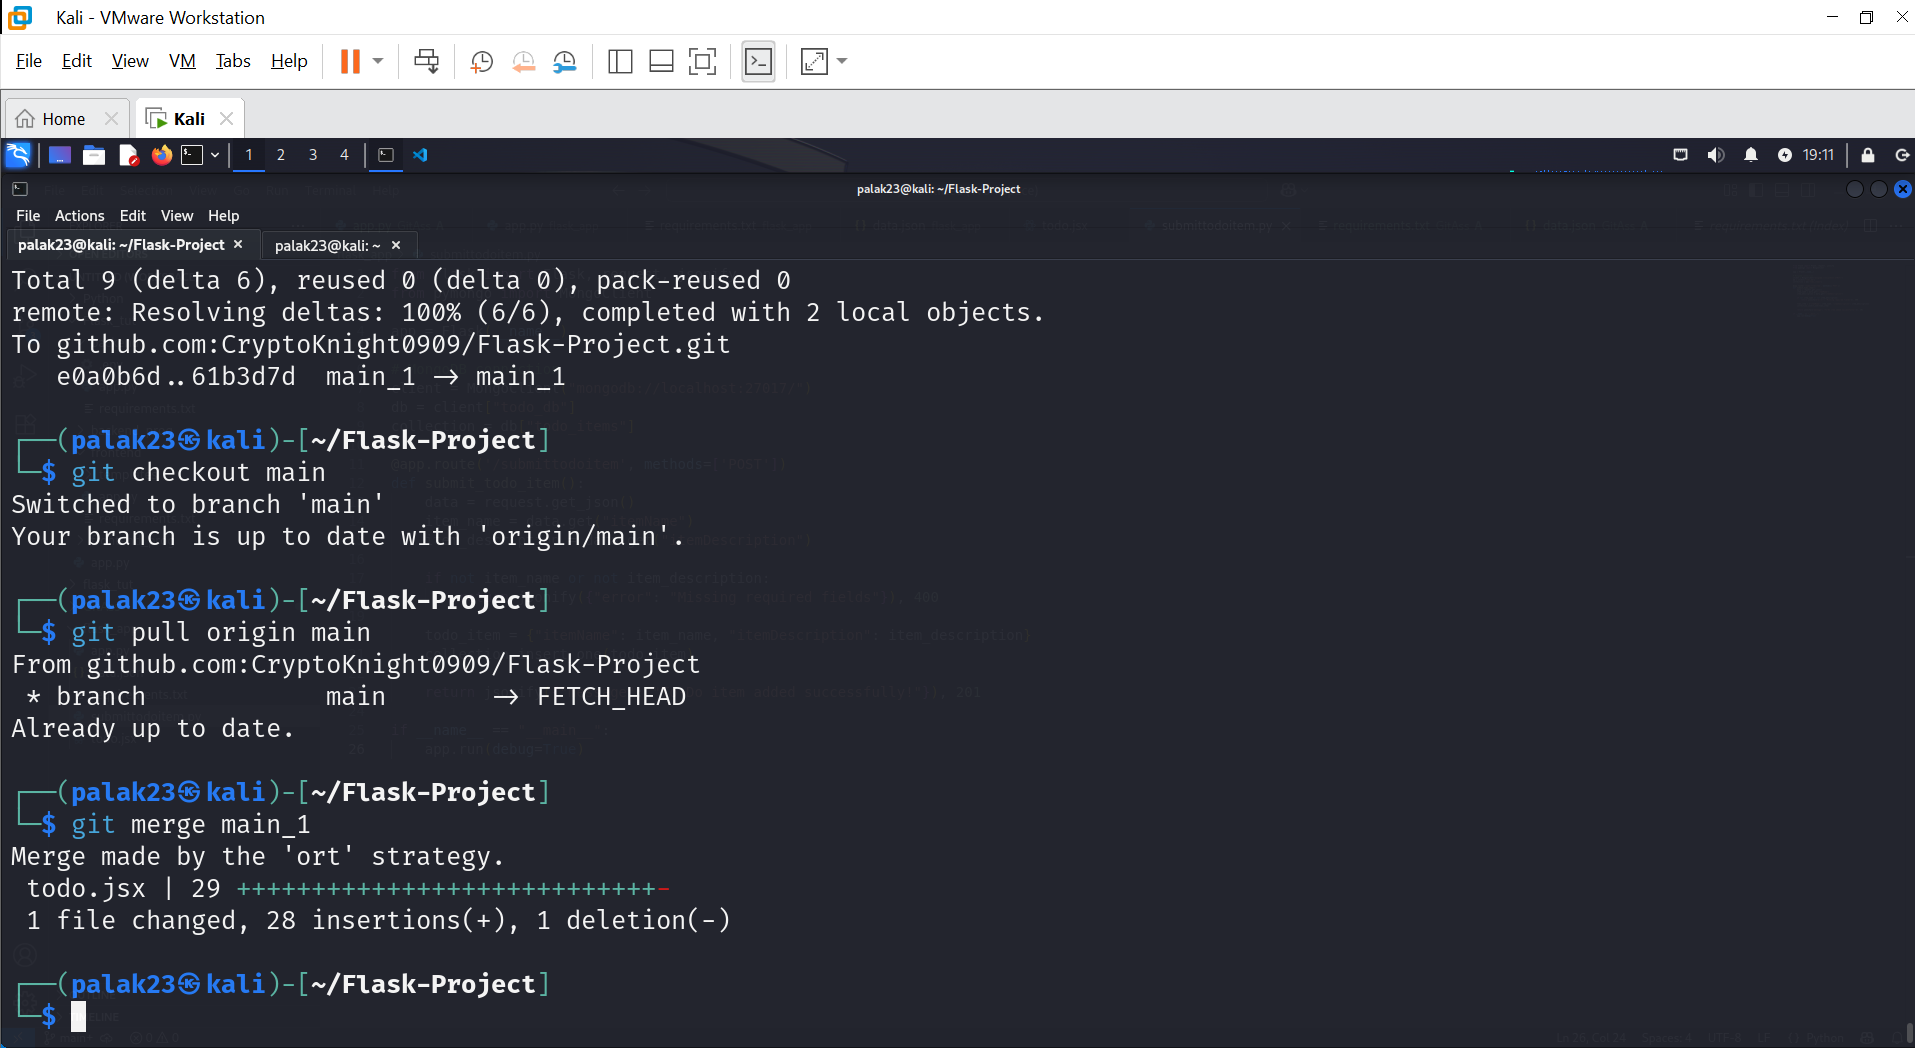 Kali - VMware Workstation
File Edit View VM Tabs Help
Home Kali
1 2 3 4 19:11
palak23@kali: ~/Flask-Project
File Actions Edit View Help
palak23@kali: ~/Flask-Project palak23@kali: ~
Total 9 (delta 6), reused 0 (delta 0), pack-reused 0
remote: Resolving deltas: 100% (6/6), completed with 2 local objects.
To github.com:CryptoKnight0909/Flask-Project.git
e0a0b6d..61b3d7d main_1 -> main_1
(palak23㉿kali)-[~/Flask-Project]
$ git checkout main
Switched to branch 'main'
Your branch is up to date with 'origin/main'.
(palak23㉿kali)-[~/Flask-Project]
$ git pull origin main
From github.com:CryptoKnight0909/Flask-Project
* branch main -> FETCH_HEAD
Already up to date.
(palak23㉿kali)-[~/Flask-Project]
$ git merge main_1
Merge made by the 'ort' strategy.
todo.jsx | 29 ++++++++++++++++++++++++++++-
1 file changed, 28 insertions(+), 1 deletion(-)
(palak23㉿kali)-[~/Flask-Project]
$